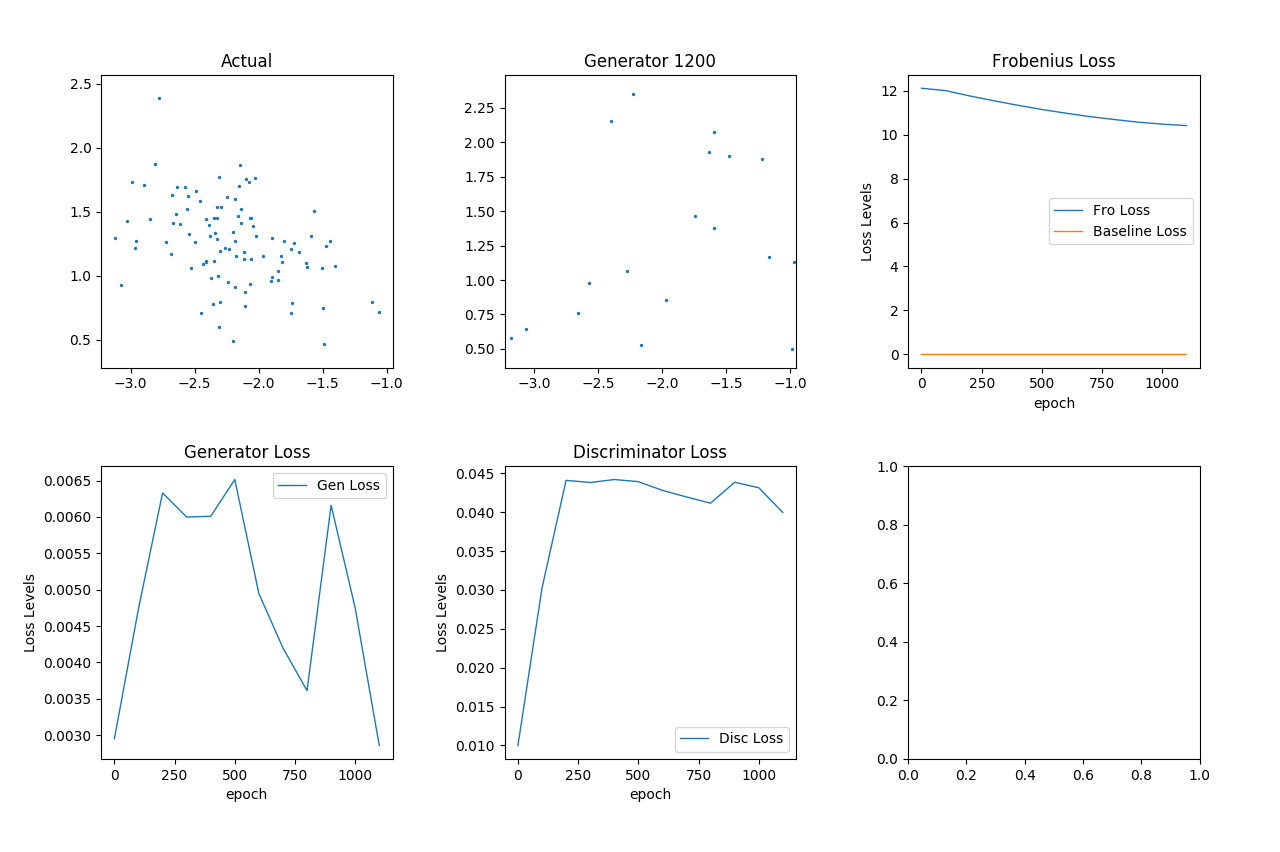 Actual
2.5
2.0
1.5
1.0
0.5
−3.0 −2.5 −2.0 −1.5 −1.0
Generator 1200
2.25
2.00
1.75
1.50
1.25
1.00
0.75
0.50
−3.0 −2.5 −2.0 −1.5 −1.0
Frobenius Loss
Loss Levels
12
10
8
6
4
2
0
Fro Loss
Baseline Loss
0 250 500 750 1000
epoch
Generator Loss
Loss Levels
0.0065
0.0060
0.0055
0.0050
0.0045
0.0040
0.0035
0.0030
Gen Loss
0 250 500 750 1000
epoch
Discriminator Loss
Loss Levels
0.045
0.040
0.035
0.030
0.025
0.020
0.015
0.010
Disc Loss
0 250 500 750 1000
epoch
1.0
0.8
0.6
0.4
0.2
0.0
0.0 0.2 0.4 0.6 0.8 1.0